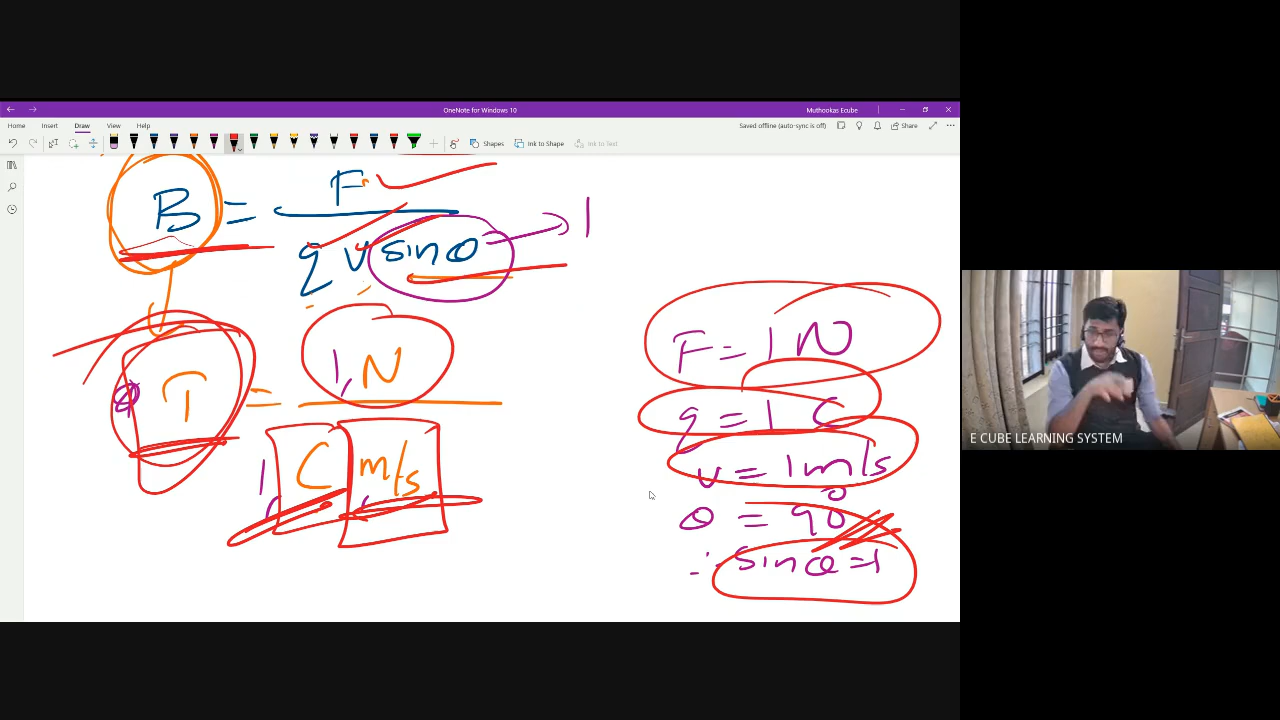 OneNote for Windows 10
Muthookas Ecube
Home Insert Draw View Help
Saved offline (auto-sync is off)
Share
Shapes
Ink to Shape
Ink to Text
B = F / q v sinθ → 1
T = 1 N / 1 C m/s
F = 1 N
q = 1 C
v = 1 m/s
θ = 90°
∴ sinθ = 1
E CUBE LEARNING SYSTEM